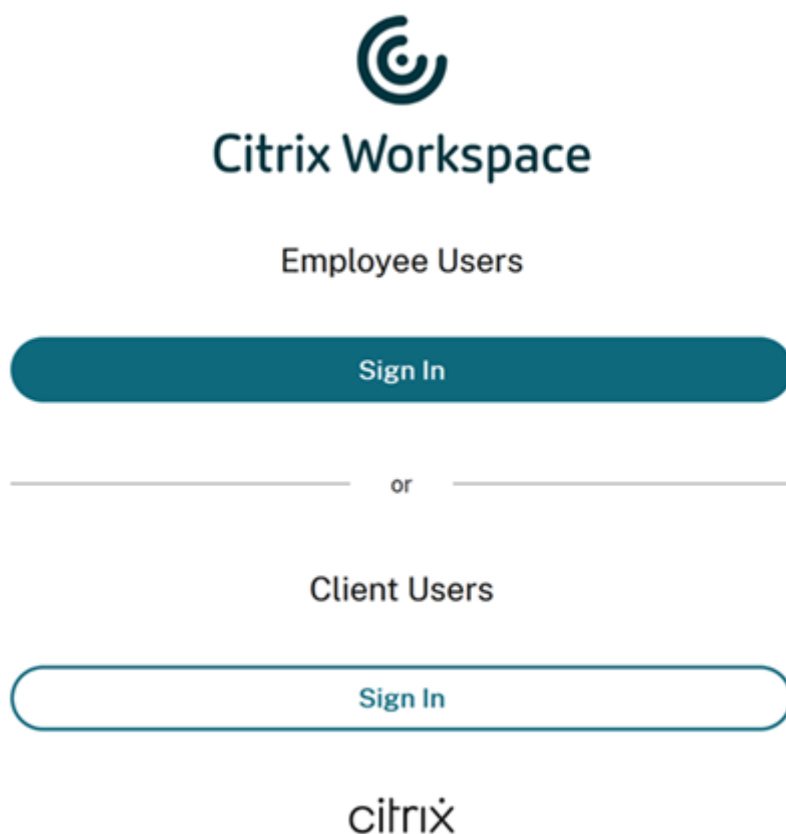 Citrix Workspace
Employee Users
Sign In
or
Client Users
Sign In
citrix